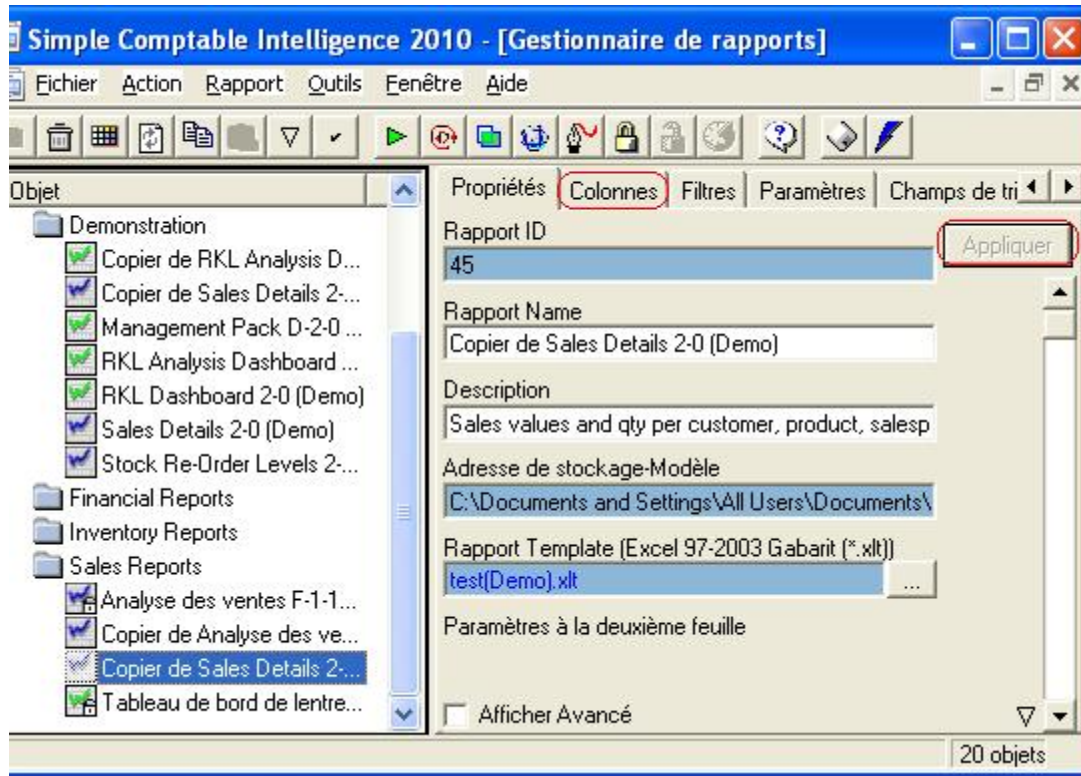 Simple Comptable Intelligence 2010 - [Gestionnaire de rapports]
Fichier Action Rapport Outils Fenêtre Aide
Objet
Demonstration
Copier de RKL Analysis D...
Copier de Sales Details 2-...
Management Pack D-2-0 ...
RKL Analysis Dashboard ...
RKL Dashboard 2-0 (Demo)
Sales Details 2-0 (Demo)
Stock Re-Order Levels 2-...
Financial Reports
Inventory Reports
Sales Reports
Analyse des ventes F-1-1...
Copier de Analyse des ve...
Copier de Sales Details 2-...
Tableau de bord de lentre...
Propriétés Colonnes Filtres Paramètres Champs de tri
Rapport ID
Appliquer
45
Rapport Name
Copier de Sales Details 2-0 (Demo)
Description
Sales values and qty per customer, product, salesp
Adresse de stockage-Modèle
C:\Documents and Settings\All Users\Documents\
Rapport Template (Excel 97-2003 Gabarit (*.xlt))
test(Demo).xlt
...
Paramètres à la deuxième feuille
Afficher Avancé
20 objets